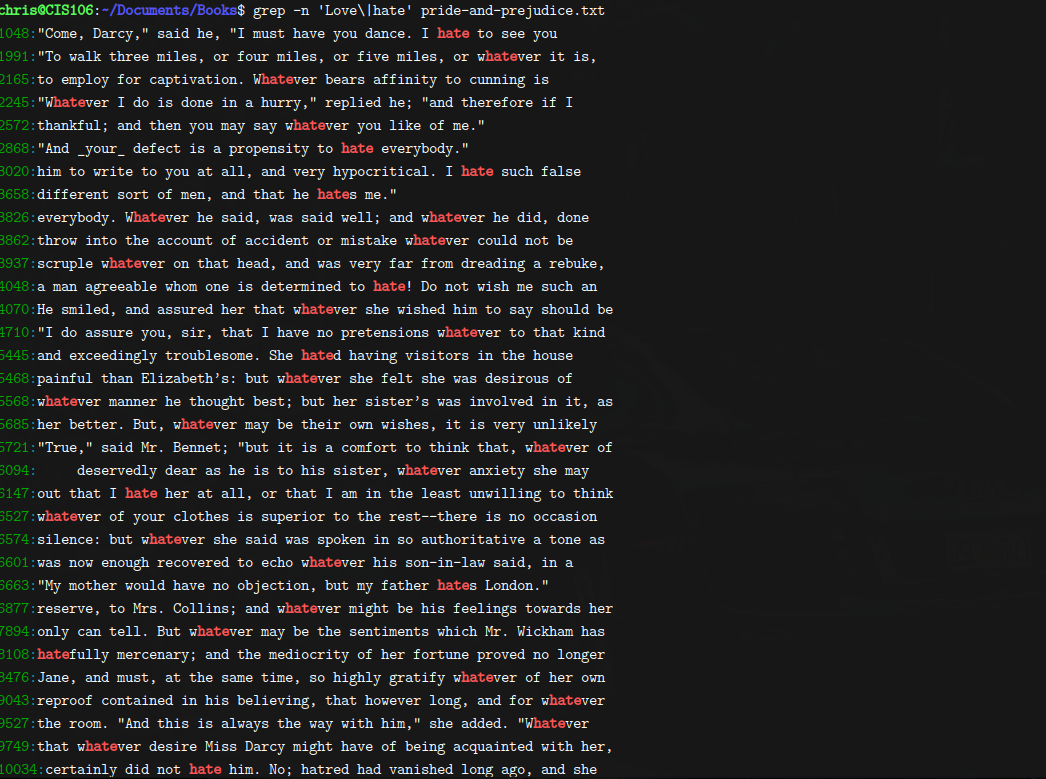 chris@CIS106:~/Documents/Books$ grep -n 'Love\|hate' pride-and-prejudice.txt
1048:"Come, Darcy," said he, "I must have you dance. I hate to see you
1991:"To walk three miles, or four miles, or five miles, or whatever it is,
2165:to employ for captivation. Whatever bears affinity to cunning is
2245:"Whatever I do is done in a hurry," replied he; "and therefore if I
2572:thankful; and then you may say whatever you like of me."
2868:"And _your_ defect is a propensity to hate everybody."
3020:him to write to you at all, and very hypocritical. I hate such false
3658:different sort of men, and that he hates me."
3826:everybody. Whatever he said, was said well; and whatever he did, done
3862:throw into the account of accident or mistake whatever could not be
3937:scruple whatever on that head, and was very far from dreading a rebuke,
4048:a man agreeable whom one is determined to hate! Do not wish me such an
4070:He smiled, and assured her that whatever she wished him to say should be
4710:"I do assure you, sir, that I have no pretensions whatever to that kind
5445:and exceedingly troublesome. She hated having visitors in the house
5468:painful than Elizabeth's: but whatever she felt she was desirous of
5568:whatever manner he thought best; but her sister's was involved in it, as
5685:her better. But, whatever may be their own wishes, it is very unlikely
5721:"True," said Mr. Bennet; "but it is a comfort to think that, whatever of
6094:     deservedly dear as he is to his sister, whatever anxiety she may
6147:out that I hate her at all, or that I am in the least unwilling to think
6527:whatever of your clothes is superior to the rest--there is no occasion
6574:silence: but whatever she said was spoken in so authoritative a tone as
6601:was now enough recovered to echo whatever his son-in-law said, in a
6663:"My mother would have no objection, but my father hates London."
6877:reserve, to Mrs. Collins; and whatever might be his feelings towards her
7894:only can tell. But whatever may be the sentiments which Mr. Wickham has
8108:hatefully mercenary; and the mediocrity of her fortune proved no longer
8476:Jane, and must, at the same time, so highly gratify whatever of her own
9043:reproof contained in his believing, that however long, and for whatever
9527:the room. "And this is always the way with him," she added. "Whatever
9749:that whatever desire Miss Darcy might have of being acquainted with her,
10034:certainly did not hate him. No; hatred had vanished long ago, and she